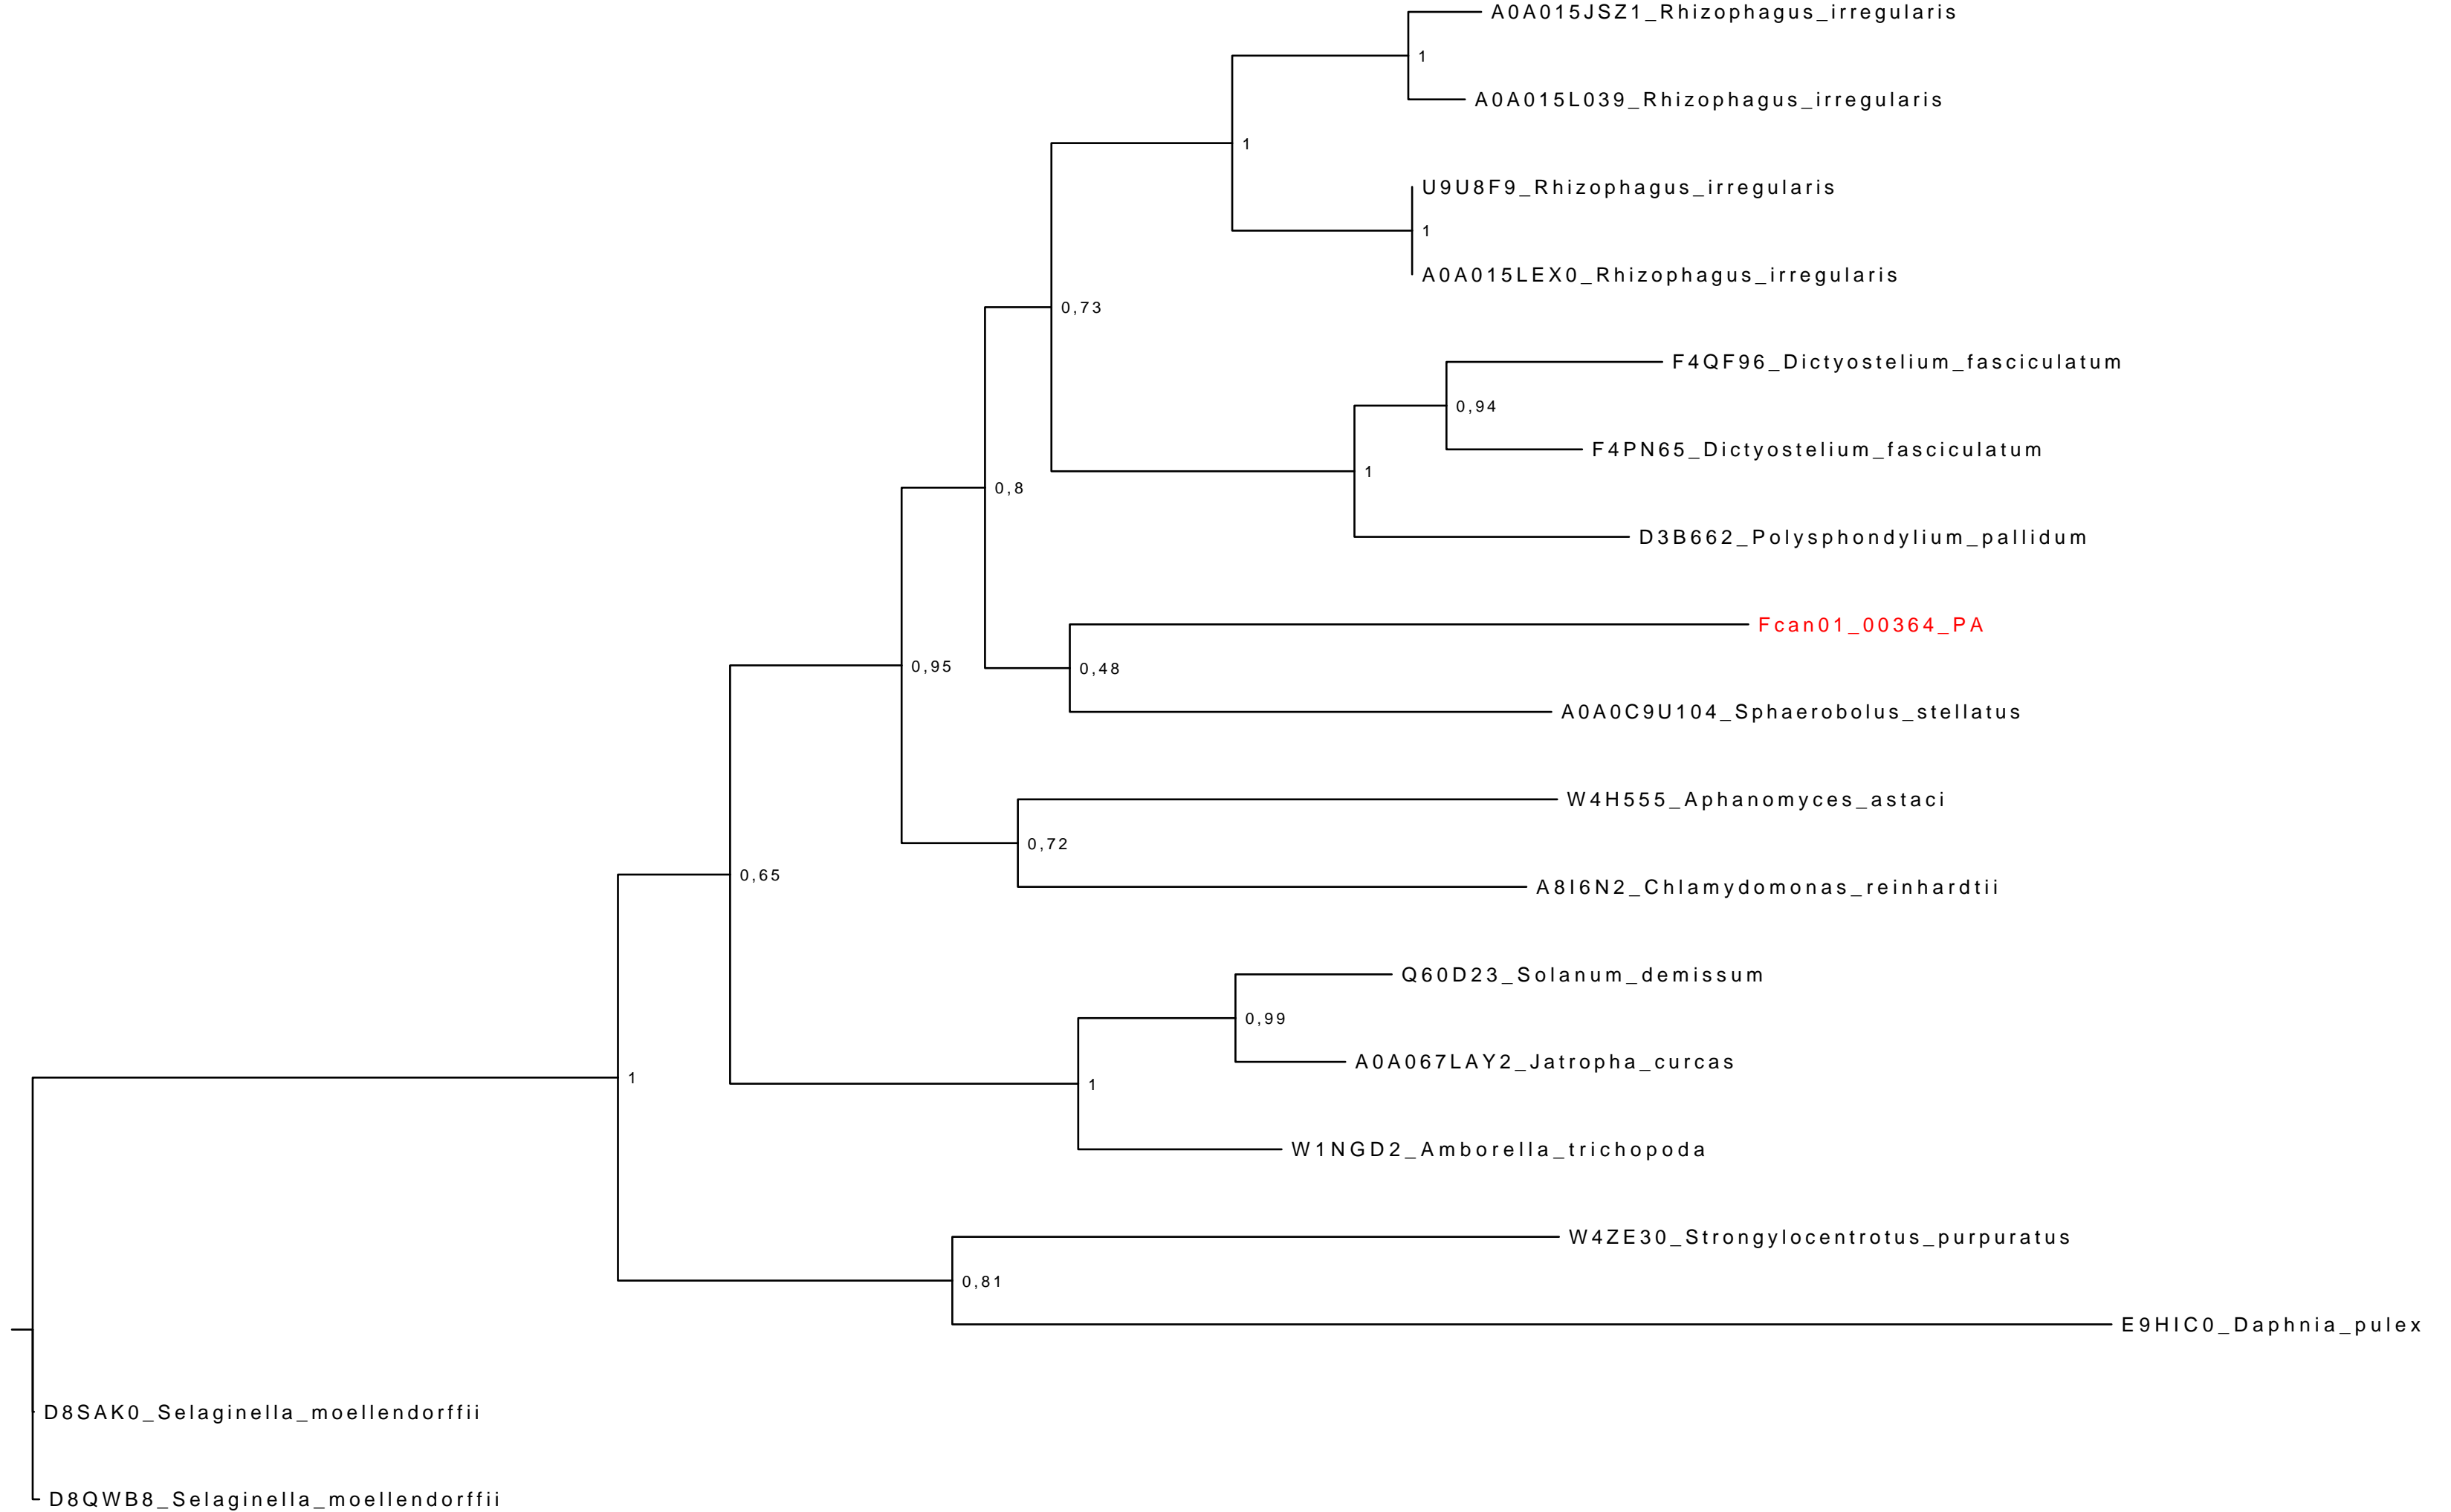 A0A015JSZ1_Rhizophagus_irregularis
1
A0A015L039_Rhizophagus_irregularis
1
U9U8F9_Rhizophagus_irregularis
1
A0A015LEX0_Rhizophagus_irregularis
0,73
F4QF96_Dictyostelium_fasciculatum
0,94
F4PN65_Dictyostelium_fasciculatum
1
0,8
D3B662_Polysphondylium_pallidum
Fcan01_00364_PA
0,95
0,48
A0A0C9U104_Sphaerobolus_stellatus
W4H555_Aphanomyces_astaci
0,72
0,65
A8I6N2_Chlamydomonas_reinhardtii
Q60D23_Solanum_demissum
0,99
A0A067LAY2_Jatropha_curcas
1
1
W1NGD2_Amborella_trichopoda
W4ZE30_Strongylocentrotus_purpuratus
0,81
E9HIC0_Daphnia_pulex
D8SAK0_Selaginella_moellendorffii
D8QWB8_Selaginella_moellendorffii